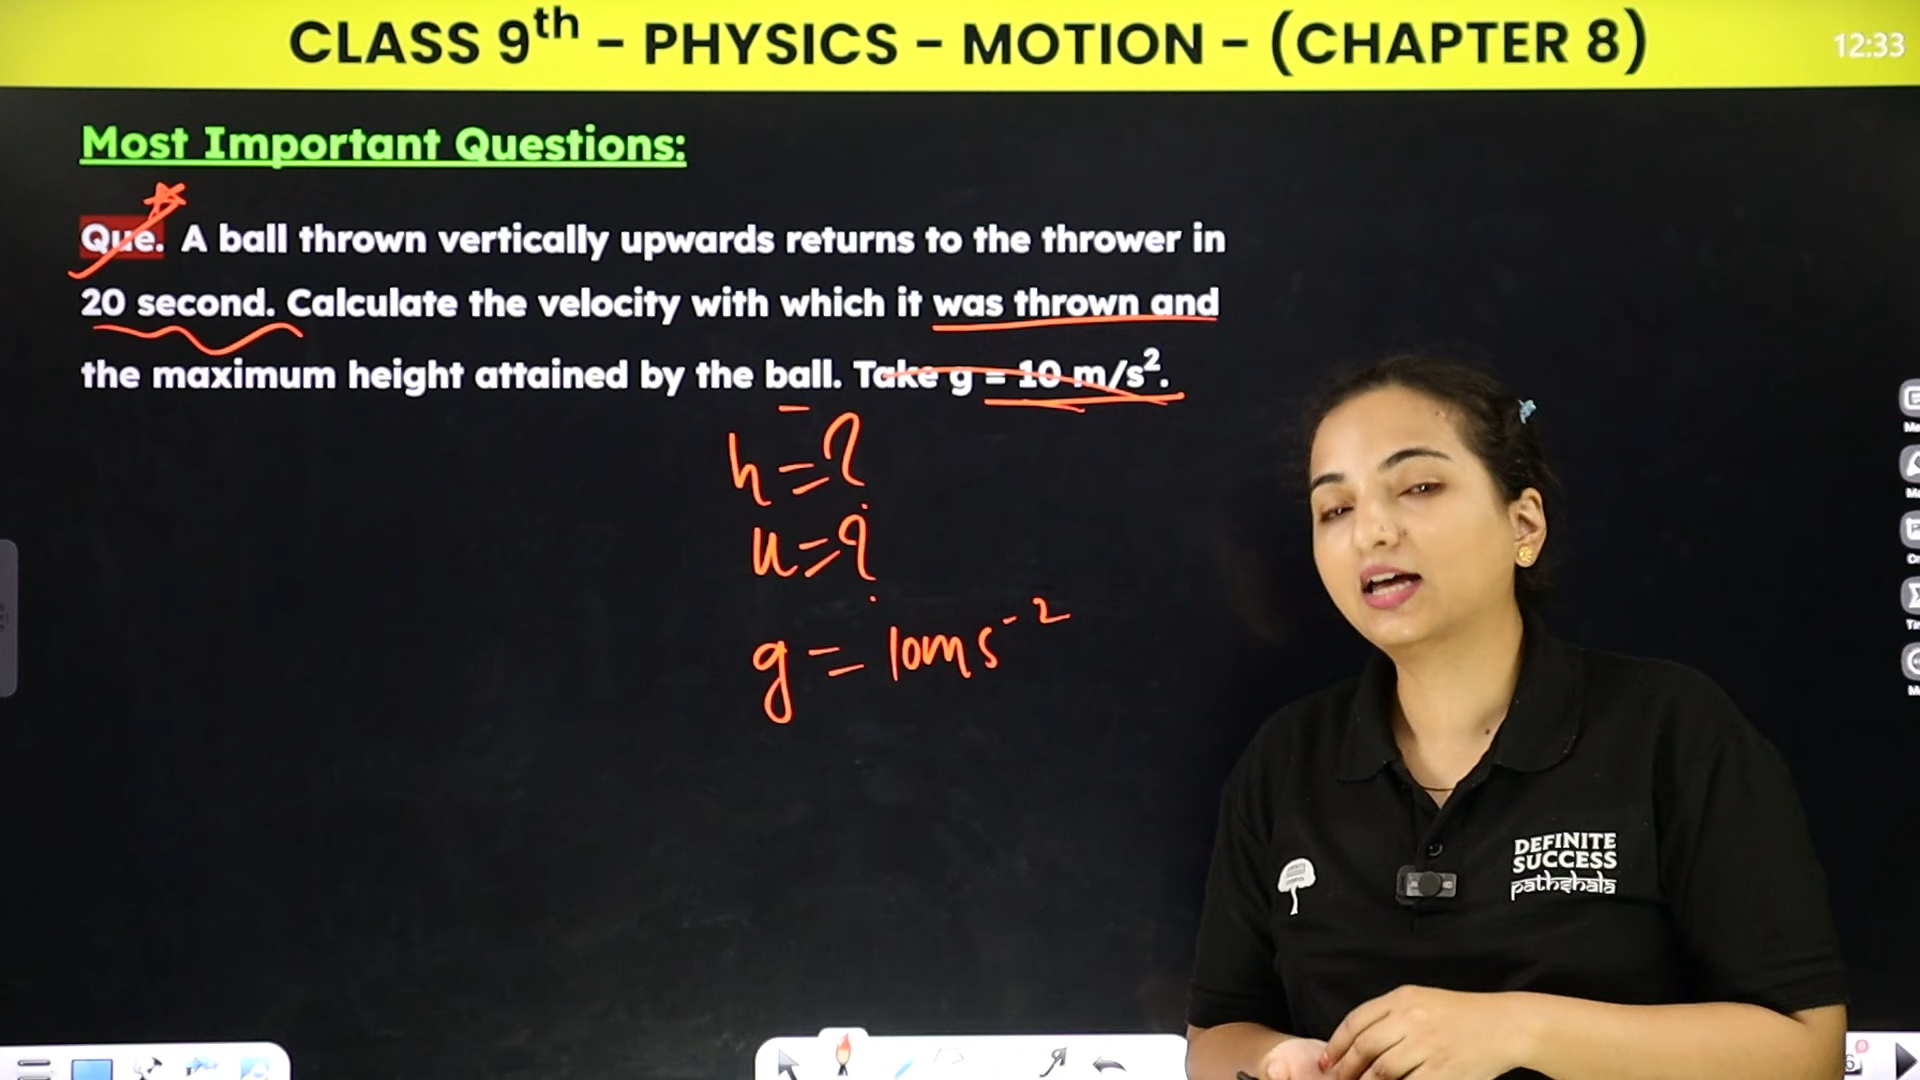 CLASS 9th - PHYSICS - MOTION - (CHAPTER 8)
12:33
Most Important Questions:
Que. A ball thrown vertically upwards returns to the thrower in
20 second. Calculate the velocity with which it was thrown and
the maximum height attained by the ball. Take g = 10 m/s².
h = ?
u = ?
g = 10ms⁻²
DEFINITE
SUCCESS
pathshala